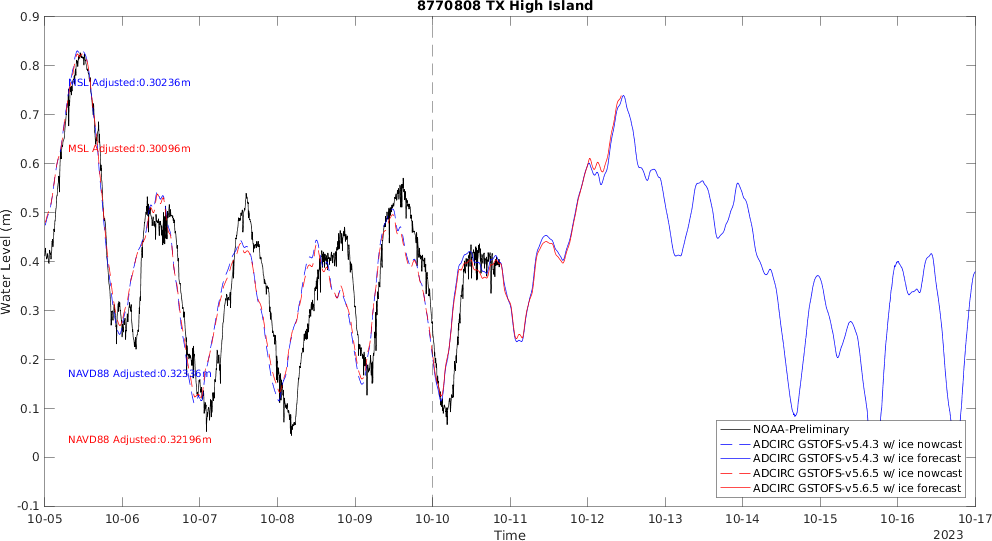 8770808 TX High Island
0.9
0.8
0.7
0.6
0.5
0.4
0.3
0.2
0.1
0
-0.1
Water Level (m)
MSL Adjusted:0.30236m
MSL Adjusted:0.30096m
NAVD88 Adjusted:0.32336m
NAVD88 Adjusted:0.32196m
NOAA-Preliminary
ADCIRC GSTOFS-v5.4.3 w/ ice nowcast
ADCIRC GSTOFS-v5.4.3 w/ ice forecast
ADCIRC GSTOFS-v5.6.5 w/ ice nowcast
ADCIRC GSTOFS-v5.6.5 w/ ice forecast
10-05 10-06 10-07 10-08 10-09 10-10 10-11 10-12 10-13 10-14 10-15 10-16 10-17
Time
2023